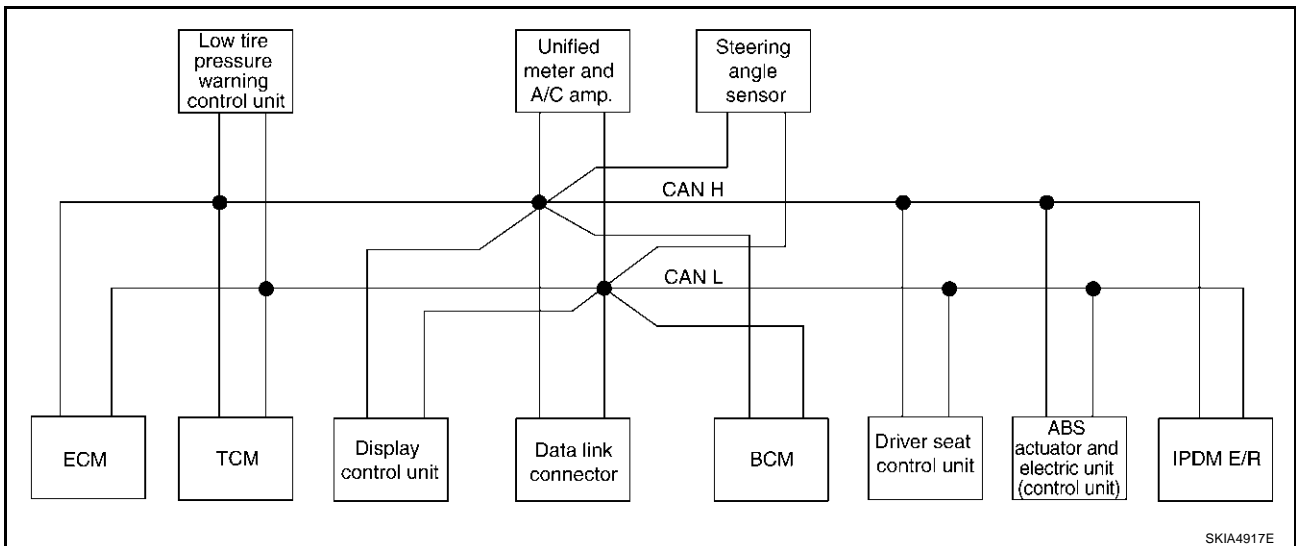 Low tire
pressure
warning
control unit
Unified
meter and
A/C amp.
Steering
angle
sensor
CAN H
CAN L
ECM
TCM
Display
control unit
Data link
connector
BCM
Driver seat
control unit
ABS
actuator and
electric unit
(control unit)
IPDM E/R
SKIA4917E